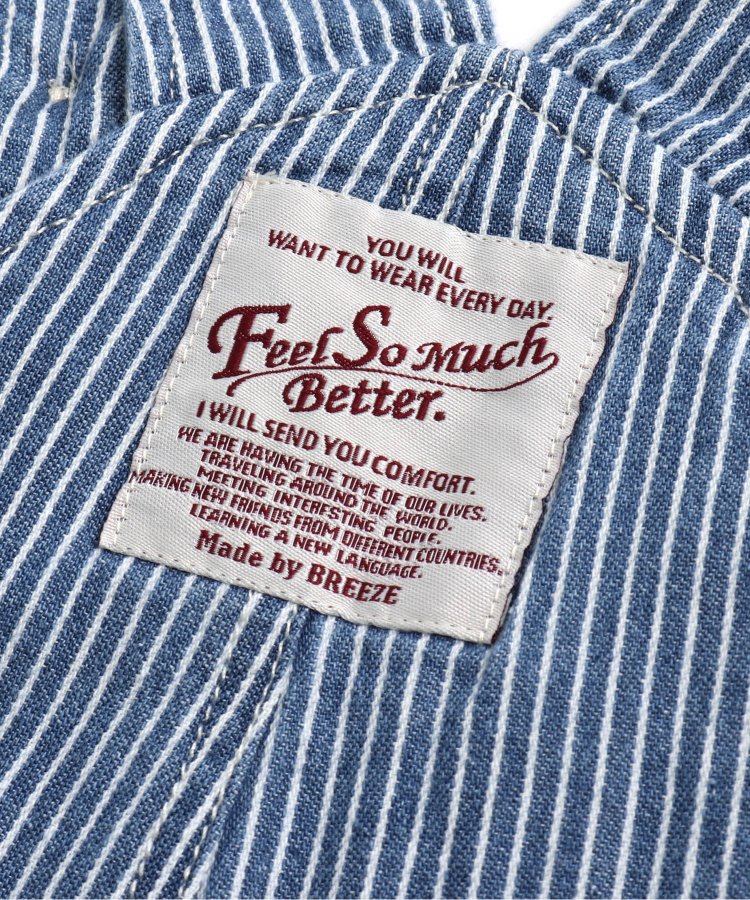 YOU WILL
WANT TO WEAR EVERY DAY.
Feel So Much
Better.
I WILL SEND YOU COMFORT.
WE ARE HAVING THE TIME OF OUR LIVES.
TRAVELING AROUND THE WORLD.
MEETING INTERESTING PEOPLE.
MAKING NEW FRIENDS FROM DIFFERENT COUNTRIES.
LEARNING A NEW LANGUAGE.
Made by BREEZE